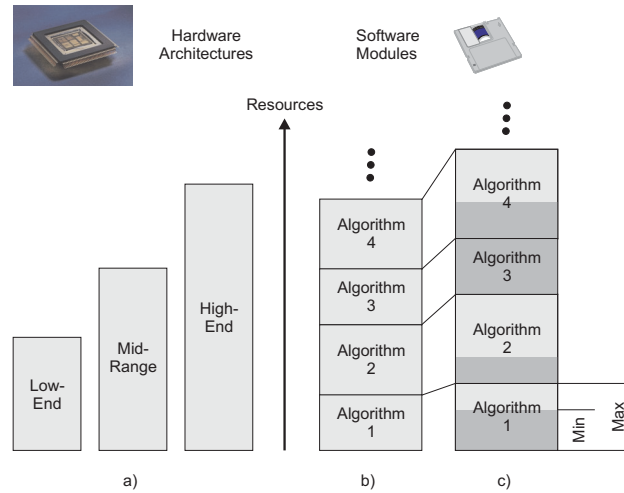 Hardware
Architectures
Software
Modules
Resources
Low-
End
Mid-
Range
High-
End
Algorithm
4
Algorithm
3
Algorithm
2
Algorithm
1
Algorithm
4
Algorithm
3
Algorithm
2
Algorithm
1
Min
Max
a)
b)
c)